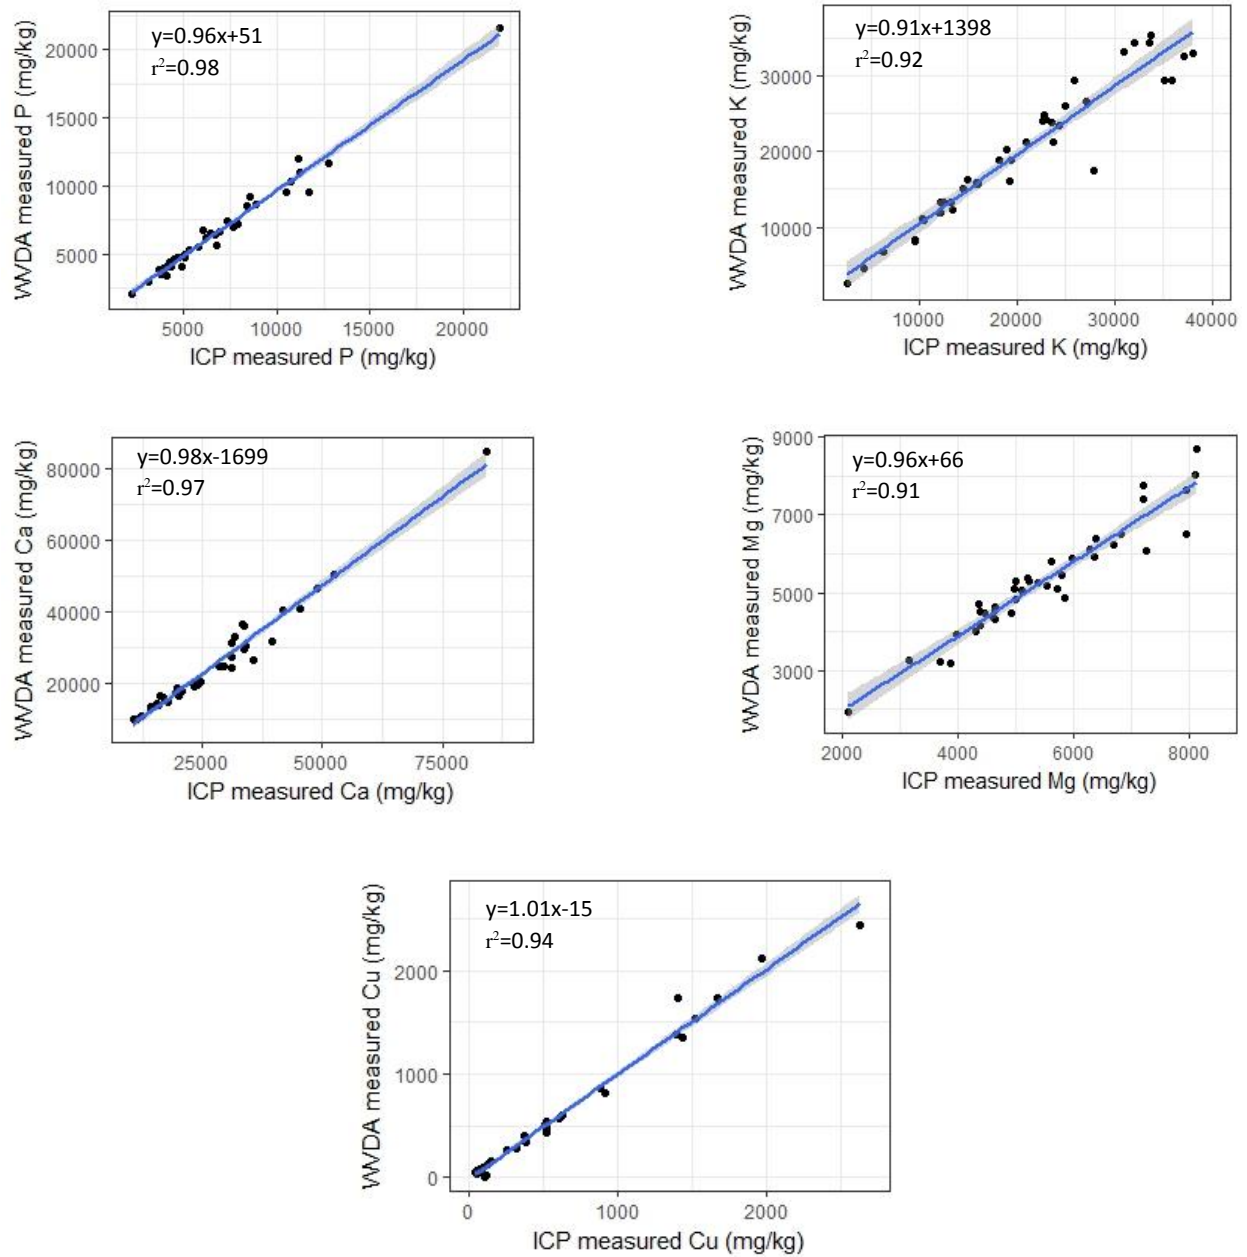 y=0.96x+51
r²=0.98
20000
15000
10000
5000
WVDA measured P (mg/kg)
5000 10000 15000 20000
ICP measured P (mg/kg)
y=0.91x+1398
r²=0.92
30000
20000
10000
WVDA measured K (mg/kg)
10000 20000 30000 40000
ICP measured K (mg/kg)
y=0.98x-1699
r²=0.97
80000
60000
40000
20000
WVDA measured Ca (mg/kg)
25000 50000 75000
ICP measured Ca (mg/kg)
y=0.96x+66
r²=0.91
9000
7000
5000
3000
WVDA measured Mg (mg/kg)
2000 4000 6000 8000
ICP measured Mg (mg/kg)
y=1.01x-15
r²=0.94
2000
1000
0
WVDA measured Cu (mg/kg)
0 1000 2000
ICP measured Cu (mg/kg)